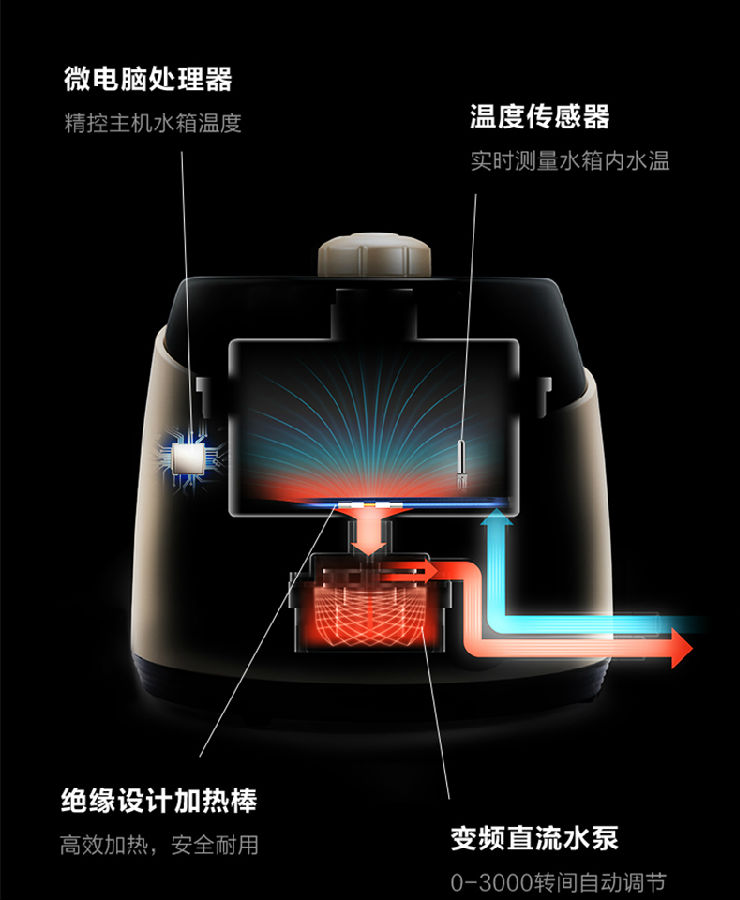 微电脑处理器
精控主机水箱温度
温度传感器
实时测量水箱内水温
绝缘设计加热棒
高效加热，安全耐用
变频直流水泵
0-3000转间自动调节